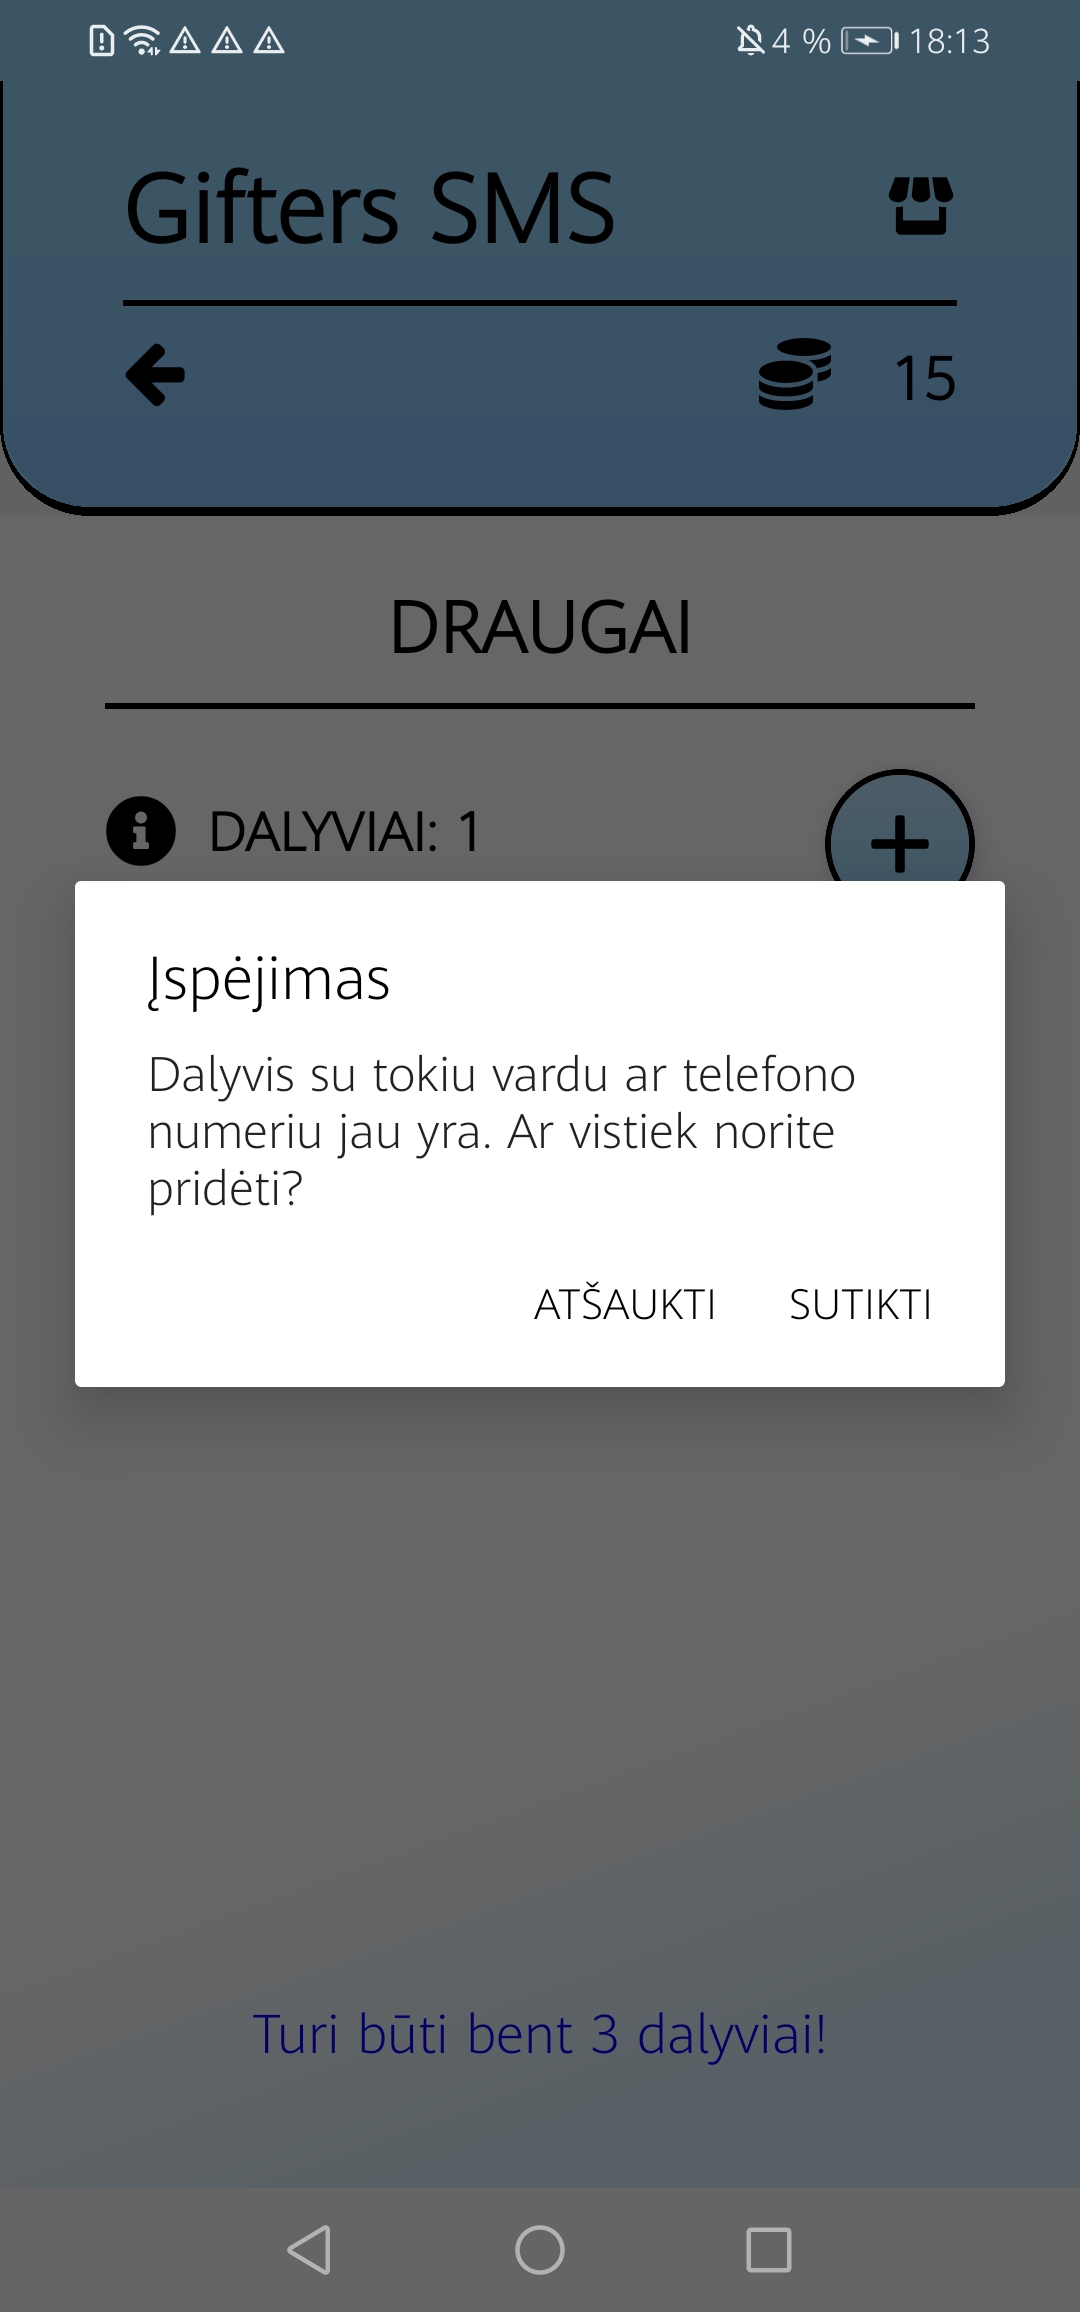 4 % 18:13
Gifters SMS
15
DRAUGAI
DALYVIAI: 1
Įspėjimas
Dalyvis su tokiu vardu ar telefono
numeriu jau yra. Ar vistiek norite
pridėti?
ATŠAUKTI SUTIKTI
Turi būti bent 3 dalyviai!